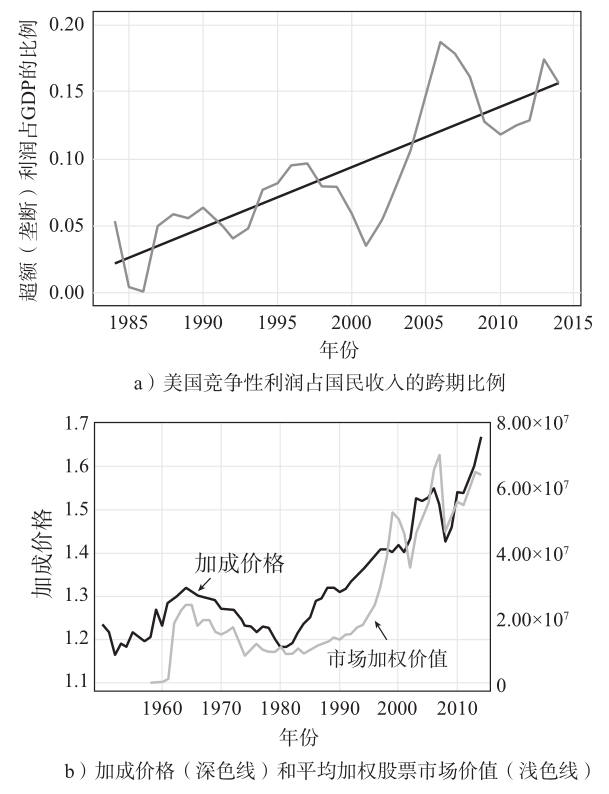 超额（垄断）利润占GDP的比例
0.20
0.15
0.10
0.05
0.00
1985 1990 1995 2000 2005 2010 2015
年份
a）美国竞争性利润占国民收入的跨期比例
加成价格
1.7
1.6
1.5
1.4
1.3
1.2
1.1
8.00×10⁷
6.00×10⁷
4.00×10⁷
2.00×10⁷
0
加成价格
市场加权价值
1960 1970 1980 1990 2000 2010
年份
b）加成价格（深色线）和平均加权股票市场价值（浅色线）